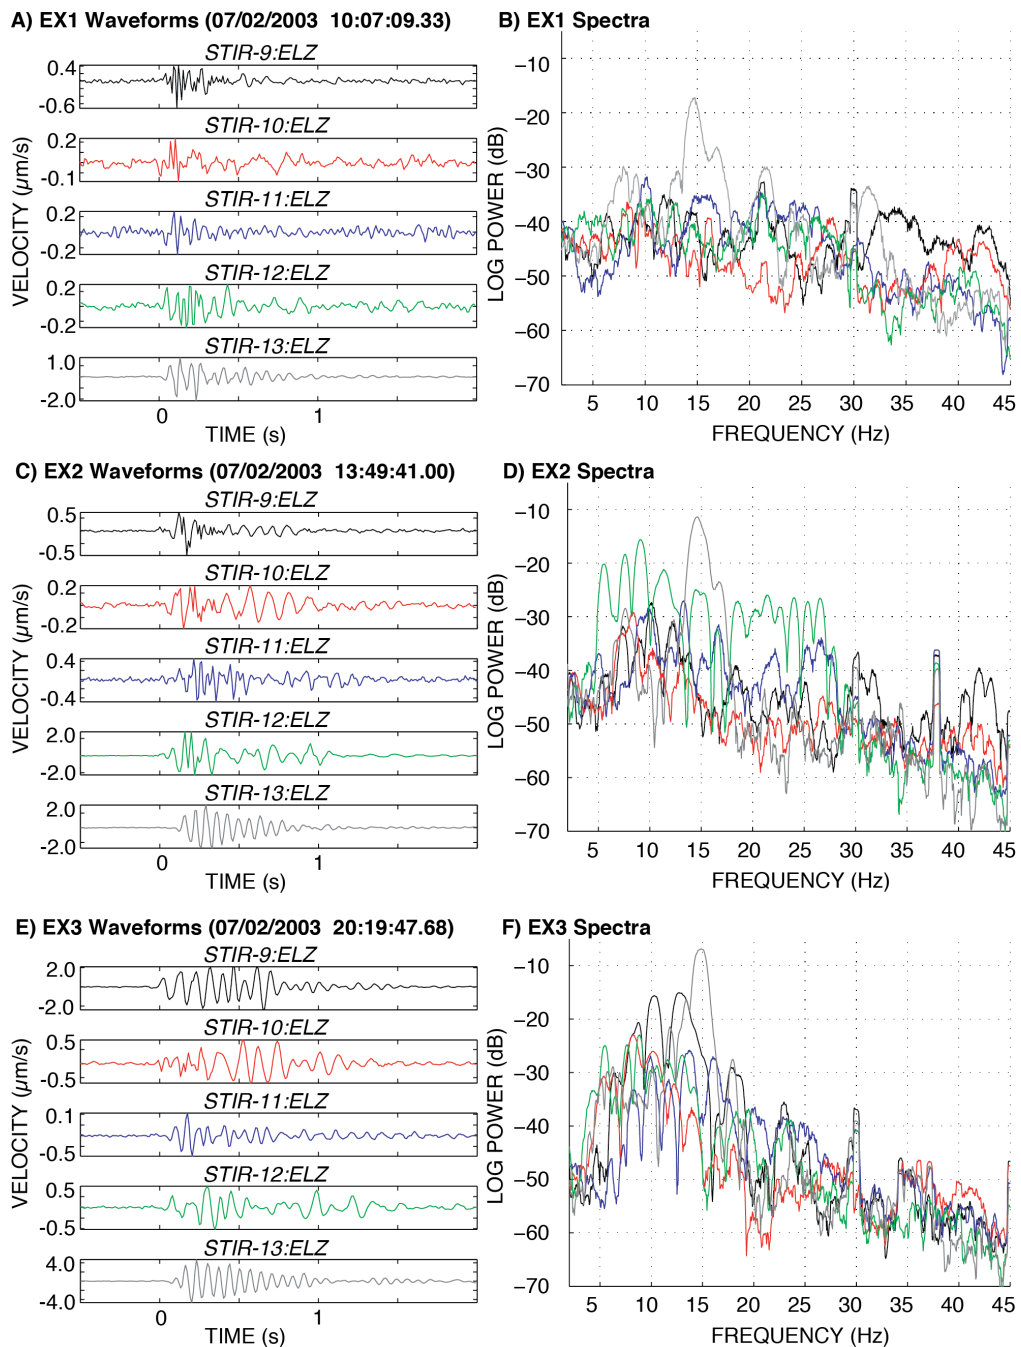 A) EX1 Waveforms (07/02/2003 10:07:09.33)
STIR-9:ELZ
0.4
-0.6
STIR-10:ELZ
0.2
-0.1
STIR-11:ELZ
0.2
-0.2
STIR-12:ELZ
0.2
-0.2
STIR-13:ELZ
1.0
-2.0
VELOCITY (µm/s)
0 1
TIME (s)
B) EX1 Spectra
−10
−20
−30
−40
−50
−60
−70
LOG POWER (dB)
5 10 15 20 25 30 35 40 45
FREQUENCY (Hz)
C) EX2 Waveforms (07/02/2003 13:49:41.00)
STIR-9:ELZ
0.5
-0.5
STIR-10:ELZ
0.2
-0.2
STIR-11:ELZ
0.4
-0.4
STIR-12:ELZ
2.0
-2.0
STIR-13:ELZ
2.0
-2.0
VELOCITY (µm/s)
0 1
TIME (s)
D) EX2 Spectra
−10
−20
−30
−40
−50
−60
−70
LOG POWER (dB)
5 10 15 20 25 30 35 40 45
FREQUENCY (Hz)
E) EX3 Waveforms (07/02/2003 20:19:47.68)
STIR-9:ELZ
2.0
-2.0
STIR-10:ELZ
0.5
-0.5
STIR-11:ELZ
0.1
-0.5
STIR-12:ELZ
0.5
-0.5
STIR-13:ELZ
4.0
-4.0
VELOCITY (µm/s)
0 1
TIME (s)
F) EX3 Spectra
−10
−20
−30
−40
−50
−60
−70
LOG POWER (dB)
5 10 15 20 25 30 35 40 45
FREQUENCY (Hz)